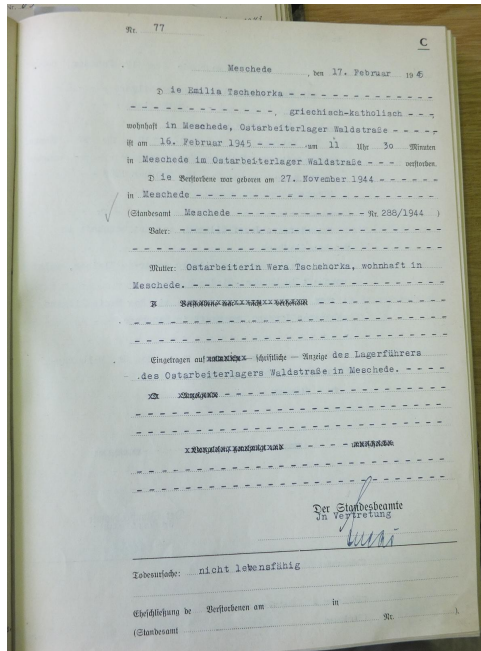 Nr. 77
C
Meschede, den 17. Februar 1945
Die Emilia Tschehorka
, grischisch-katholisch
wohnhaft in Meschede, Ostarbeiterlager Waldstraße
ist am 16. Februar 1945 um 11 Uhr 30 Minuten
in Meschede im Ostarbeiterlager Waldstraße verstorben.
Die Verstorbene war geboren am 27. November 1944
in Meschede
(Standesamt Meschede Nr. 288/1944 )
Vater:
Mutter: Ostarbeiterin Wera Tschehorka, wohnhaft in
Meschede.
Eingetragen auf schriftliche — Anzeige des Lagerführers
des Ostarbeiterlagers Waldstraße in Meschede.
Der Standesbeamte
In Vertretung
Todesursache: nicht lebensfähig
Eheschließung de Verstorbenen am in
(Standesamt Nr. ).